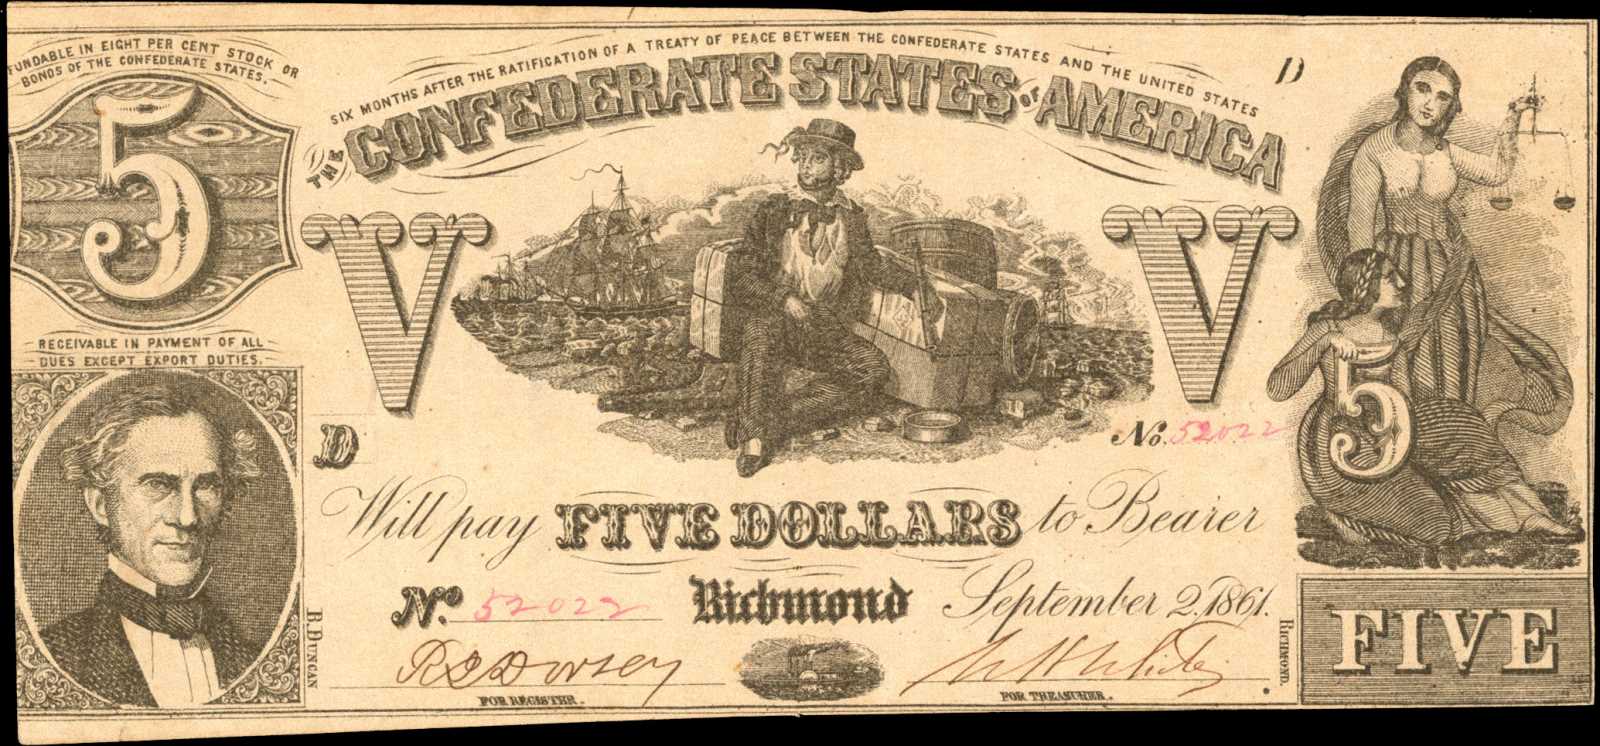 FUNDABLE IN EIGHT PER CENT STOCK OR
BONDS OF THE CONFEDERATE STATES.
SIX MONTHS AFTER THE RATIFICATION OF A TREATY OF PEACE BETWEEN THE CONFEDERATE STATES AND THE UNITED STATES
D
THE CONFEDERATE STATES OF AMERICA
5
V
V
RECEIVABLE IN PAYMENT OF ALL
DUES EXCEPT EXPORT DUTIES.
5
D
No. 52022
Will pay FIVE DOLLARS to Bearer
No. 52022 Richmond September 2, 1861.
B. DUNCAN
RICHMOND.
FIVE
R E Dorsey
FOR REGISTER.
FOR TREASURER.